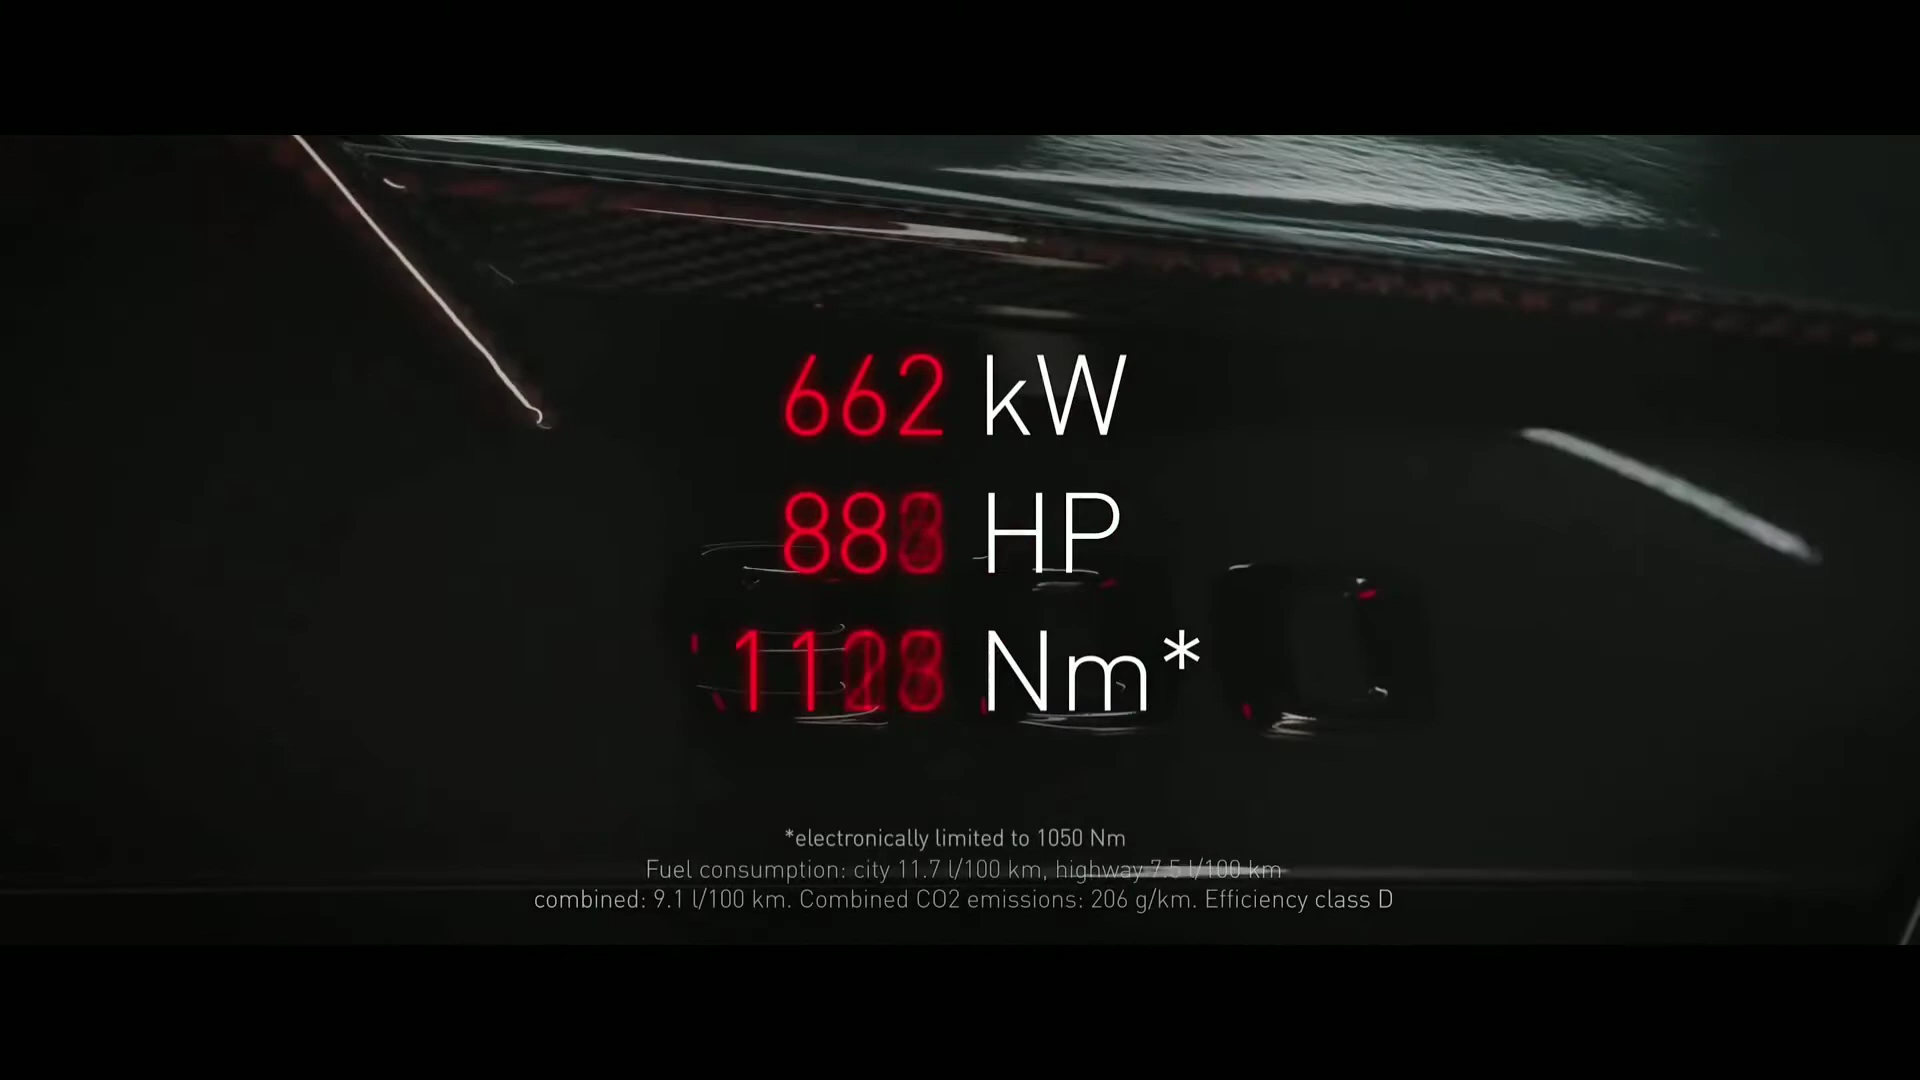 662 kW
HP
Nm*
*electronically limited to 1050 Nm
Fuel consumption: city 11.7 l/100 km, highway 7.5 l/100 km
combined: 9.1 l/100 km. Combined CO2 emissions: 206 g/km. Efficiency class D